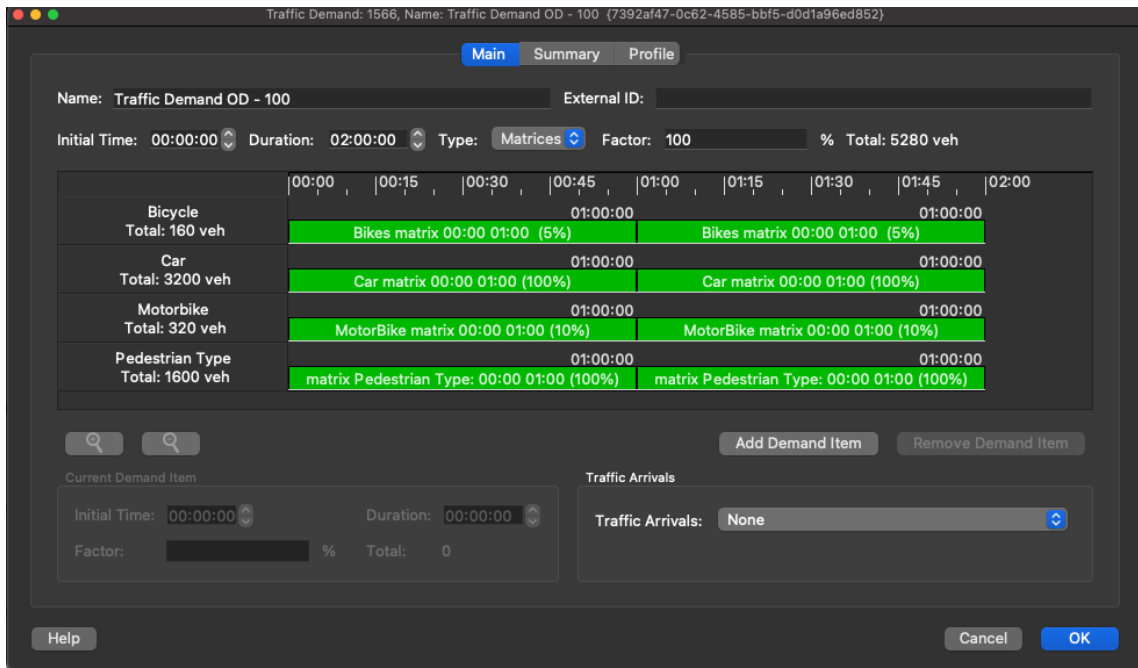 Traffic Demand: 1566, Name: Traffic Demand OD - 100 {7392af47-0c62-4585-bbf5-d0d1a96ed852}
Main Summary Profile
Name: Traffic Demand OD - 100 External ID:
Initial Time: 00:00:00 Duration: 02:00:00 Type: Matrices Factor: 100 % Total: 5280 veh
00:00 00:15 00:30 00:45 01:00 01:15 01:30 01:45 02:00
Bicycle 01:00:00 01:00:00
Total: 160 veh Bikes matrix 00:00 01:00 (5%) Bikes matrix 00:00 01:00 (5%)
Car 01:00:00 01:00:00
Total: 3200 veh Car matrix 00:00 01:00 (100%) Car matrix 00:00 01:00 (100%)
Motorbike 01:00:00 01:00:00
Total: 320 veh MotorBike matrix 00:00 01:00 (10%) MotorBike matrix 00:00 01:00 (10%)
Pedestrian Type 01:00:00 01:00:00
Total: 1600 veh matrix Pedestrian Type: 00:00 01:00 (100%) matrix Pedestrian Type: 00:00 01:00 (100%)
Add Demand Item Remove Demand Item
Current Demand Item Traffic Arrivals
Initial Time: 00:00:00 Duration: 00:00:00 Traffic Arrivals: None
Factor: % Total: 0
Help Cancel OK